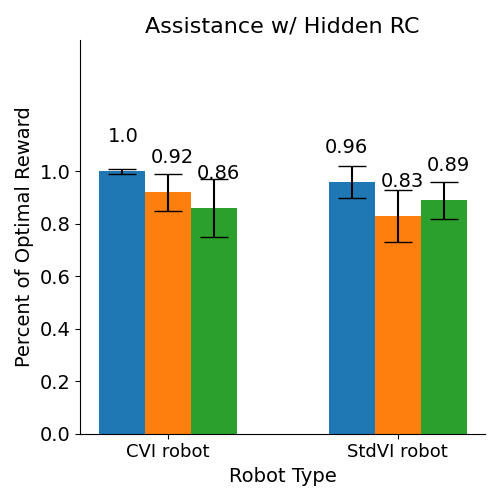 Assistance w/ Hidden RC
Percent of Optimal Reward
1.0
0.92
0.86
0.96
0.83
0.89
1.0
0.8
0.6
0.4
0.2
0.0
CVI robot
StdVI robot
Robot Type